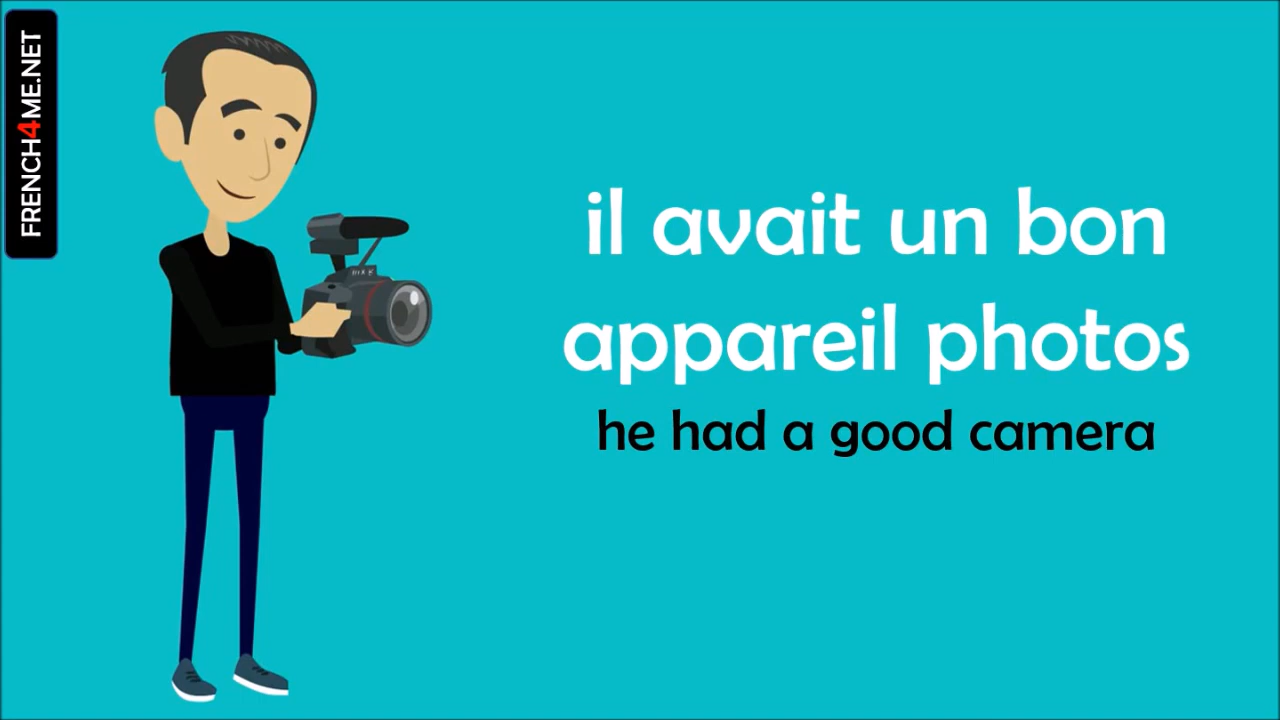 FRENCH4ME.NET
il avait un bon
appareil photos
he had a good camera